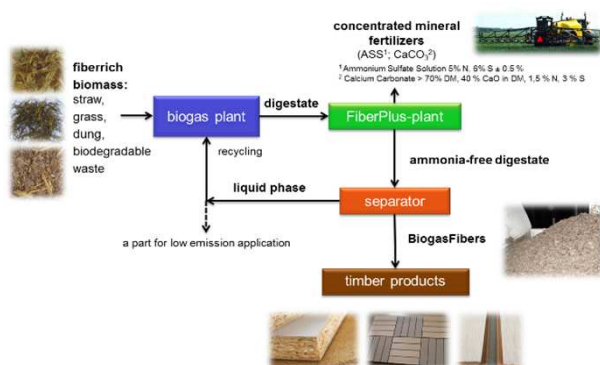 concentrated mineral
fertilizers
(ASS¹; CaCO₃²)
¹ Ammonium Sulfate Solution 5% N, 6% S ± 0.5 %
² Calcium Carbonate > 70% DM, 40 % CaO in DM, 1,5 % N, 3 % S
fiberrich
biomass:
straw,
grass,
dung,
biodegradable
waste
biogas plant
digestate
FiberPlus-plant
recycling
ammonia-free digestate
liquid phase
separator
a part for low emission application
BiogasFibers
timber products